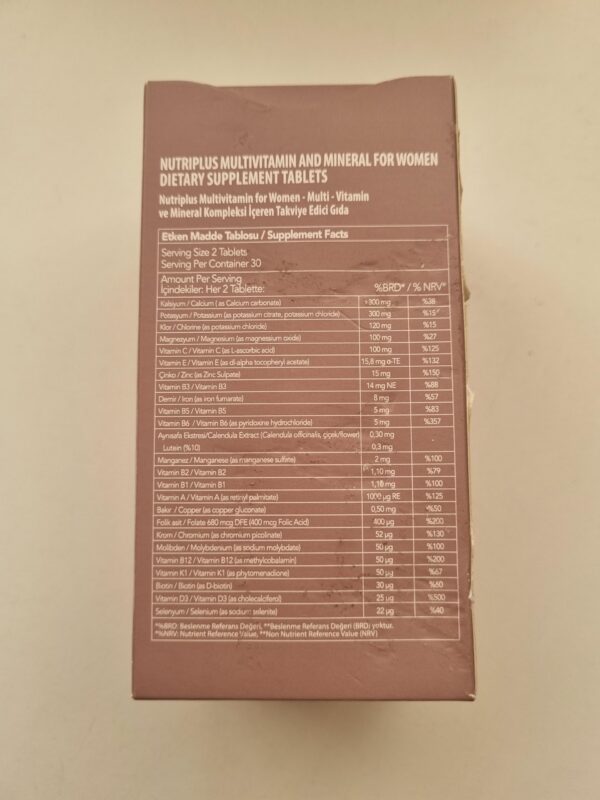 NUTRIPLUS MULTIVITAMIN AND MINERAL FOR WOMEN
DIETARY SUPPLEMENT TABLETS
Nutriplus Multivitamin for Women - Multi - Vitamin
ve Mineral Kompleksi İçeren Takviye Edici Gıda
Etken Madde Tablosu / Supplement Facts
Serving Size 2 Tablets
Serving Per Container 30
Amount Per Serving
İçindekiler: Her 2 Tablette: %BRD* / % NRV*
Kalsiyum / Calcium ( as Calcium carbonate) 300 mg %38
Potasyum / Potassium (as potassium citrate, potassium chloride) 300 mg %15
Klor / Chlorine (as potassium chloride) 120 mg %15
Magnezyum / Magnesium (as magnesium oxide) 100 mg %27
Vitamin C / Vitamin C (as L-ascorbic acid) 100 mg %125
Vitamin E / Vitamin E (as dl-alpha tocopheryl acetate) 15,8 mg α-TE %132
Çinko / Zinc (as Zinc Sulpate) 15 mg %150
Vitamin B3 / Vitamin B3 14 mg NE %88
Demir / Iron (as iron fumarate) 8 mg %57
Vitamin B5 / Vitamin B5 5 mg %83
Vitamin B6 / Vitamin B6 (as pyridoxine hydrochloride) 5 mg %357
Aynısafa Ekstresi/Calendula Extract (Calendula officinalis, çiçek/flower) 0,30 mg
Lutein (%10) 0,3 mg
Manganez / Manganese (as manganese sulfate) 2 mg %100
Vitamin B2 / Vitamin B2 1,10 mg %79
Vitamin B1 / Vitamin B1 1,10 mg %100
Vitamin A / Vitamin A (as retinyl palmitate) 1000 µg RE %125
Bakır / Copper (as copper gluconate) 0,50 mg %50
Folik asit / Folate 680 mcg DFE (400 mcg Folic Acid) 400 µg %200
Krom / Chromium (as chromium picolinate) 52 µg %130
Molibden / Molybdenium (as sodium molybdate) 50 µg %100
Vitamin B12 / Vitamin B12 (as methylcobalamin) 50 µg %200
Vitamin K1 / Vitamin K1 (as phytomenadione) 50 µg %67
Biotin / Biotin (as D-biotin) 30 µg %60
Vitamin D3 / Vitamin D3 (as cholecalciferol) 25 µg %500
Selenyum / Selenium (as sodium selenite) 22 µg %40
*%BRD: Beslenme Referans Değeri, **Beslenme Referans Değeri (BRD) yoktur.
*%NRV: Nutrient Reference Value, **Non Nutrient Reference Value (NRV)